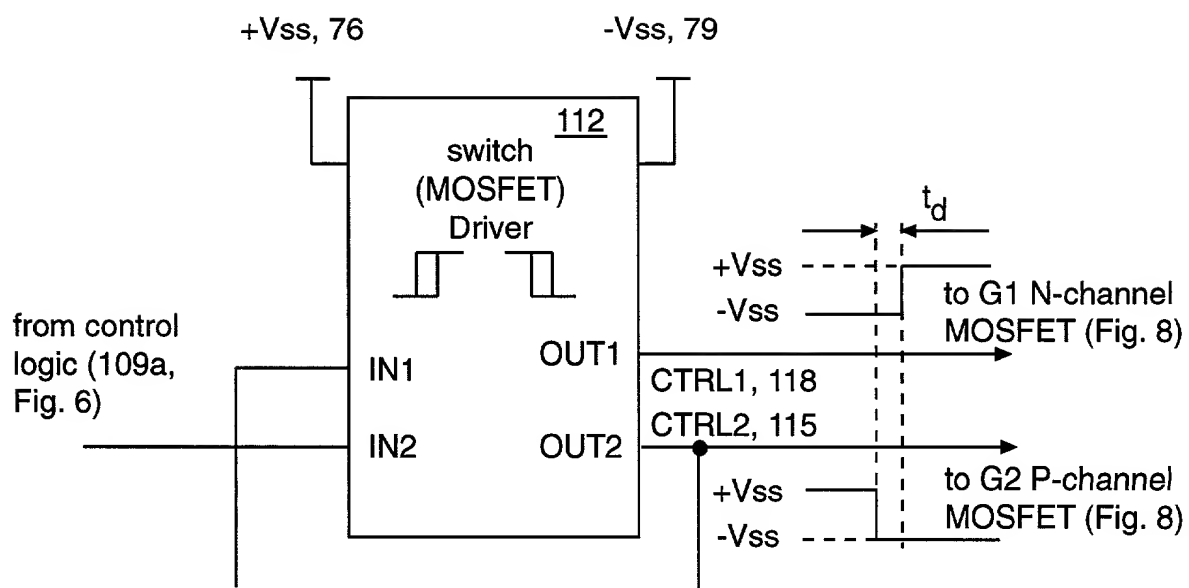 +Vss, 76
-Vss, 79
112
switch
(MOSFET)
Driver
t_d
+Vss
-Vss
to G1 N-channel
MOSFET (Fig. 8)
from control
logic (109a,
Fig. 6)
IN1
OUT1
CTRL1, 118
CTRL2, 115
IN2
OUT2
+Vss
-Vss
to G2 P-channel
MOSFET (Fig. 8)